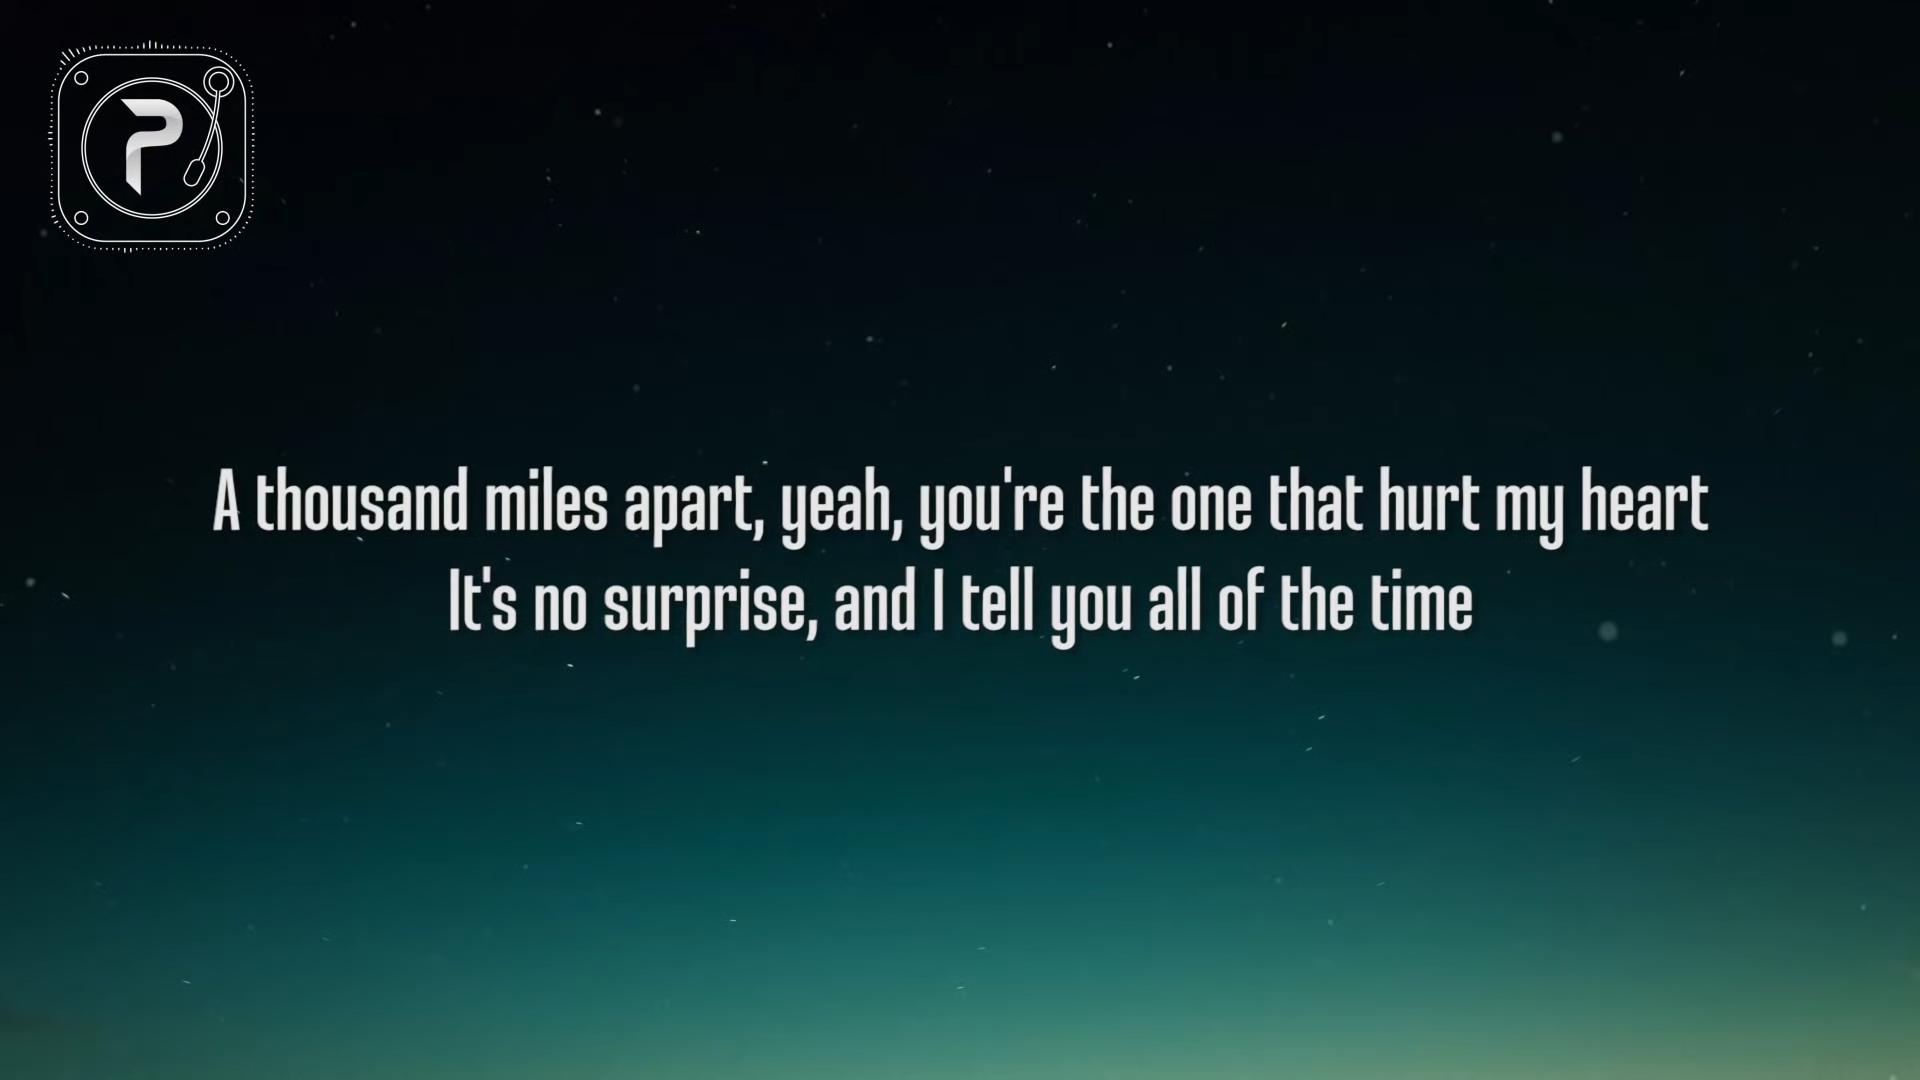 P
A thousand miles apart, yeah, you're the one that hurt my heart
It's no surprise, and I tell you all of the time